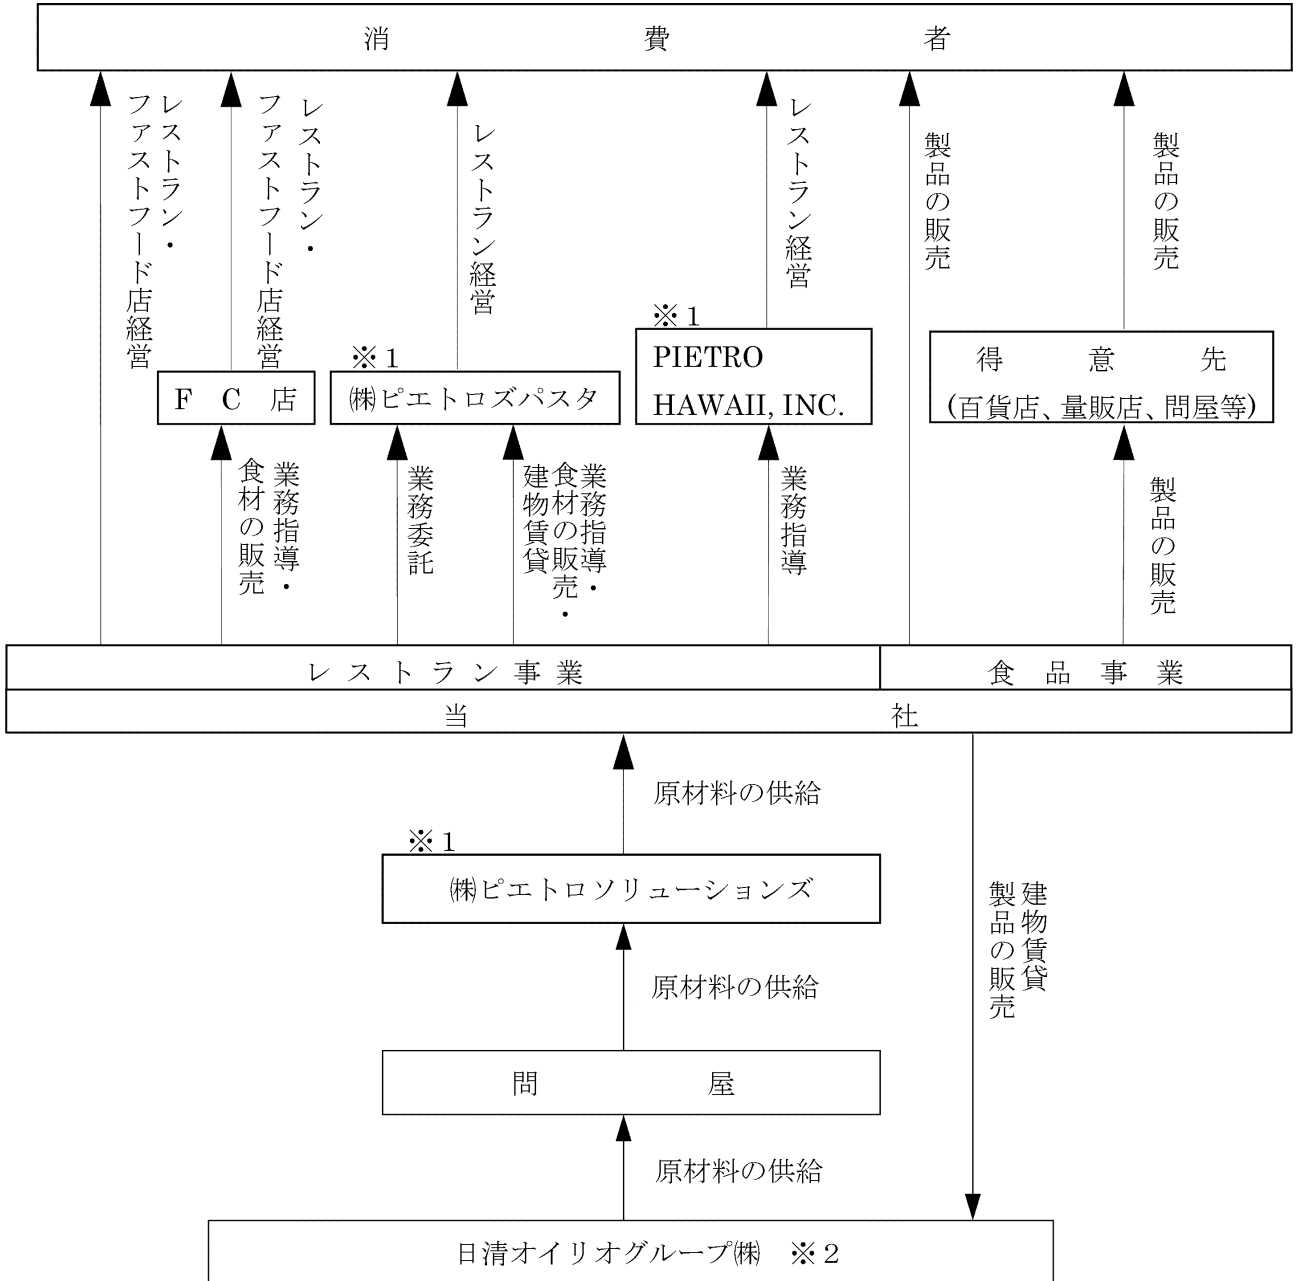 消費者
レストラン・
ファストフード店経営
レストラン・
ファストフード店経営
レストラン経営
レストラン経営
製品の販売
製品の販売
※1
※1
FC店
㈱ピエトロズパスタ
PIETRO
HAWAII, INC.
得意先
(百貨店、量販店、問屋等)
業務指導・
食材の販売
業務委託
業務指導・
食材の販売・
建物賃貸
業務指導
製品の販売
レストラン事業
食品事業
当社
原材料の供給
※1
㈱ピエトロソリューションズ
建物賃貸
製品の販売
原材料の供給
問屋
原材料の供給
日清オイリオグループ㈱ ※2